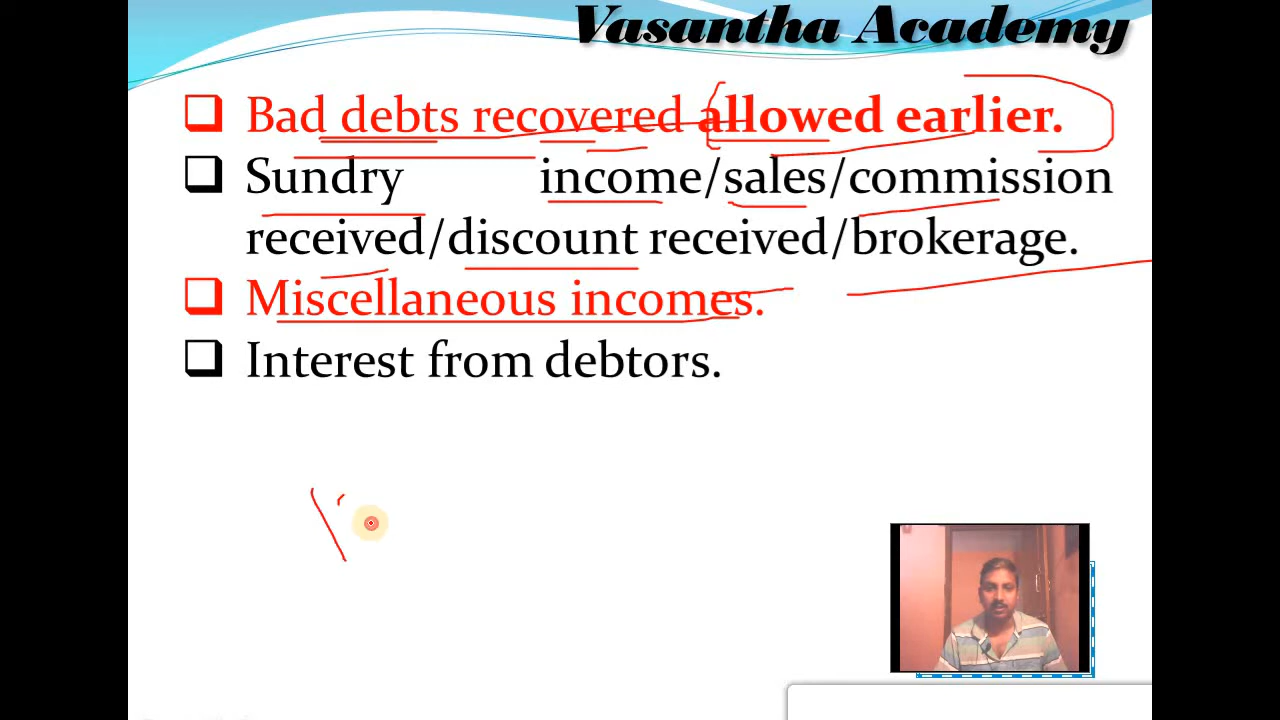 Vasantha Academy
Bad debts recovered allowed earlier.
Sundry income/sales/commission
received/discount received/brokerage.
Miscellaneous incomes.
Interest from debtors.